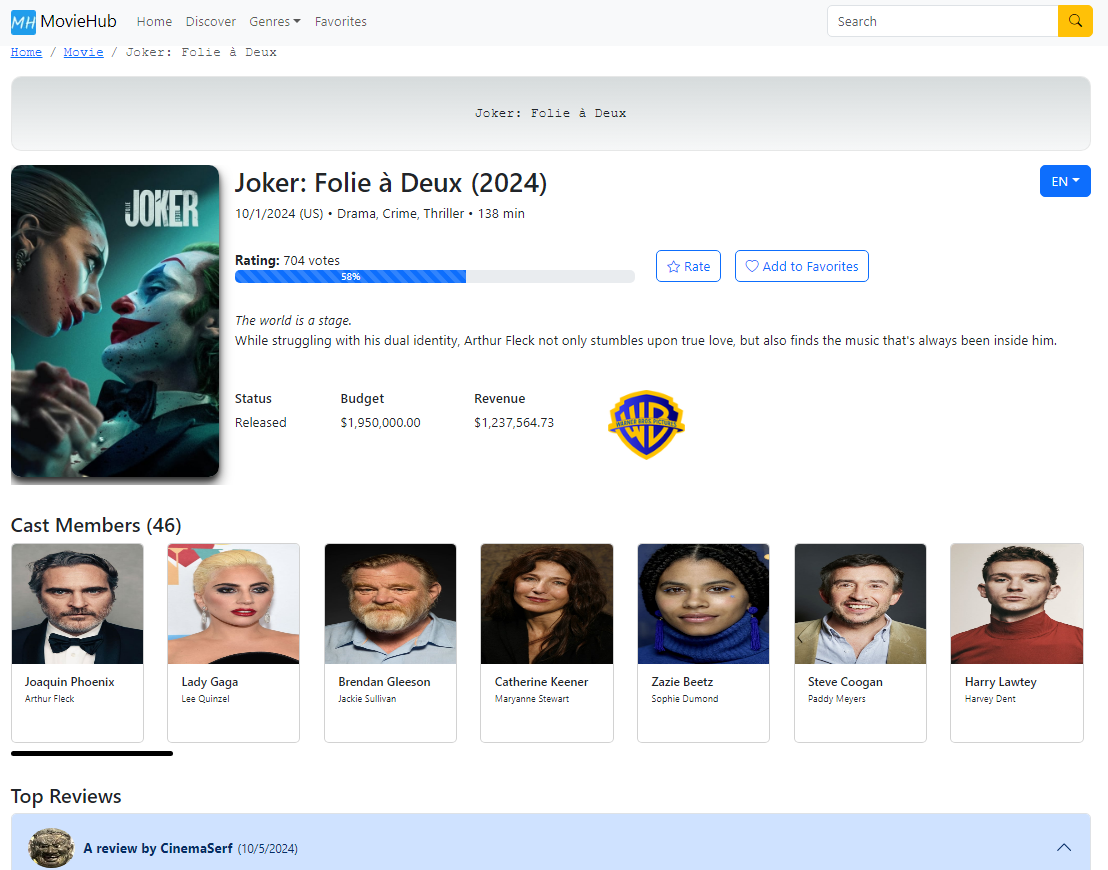 MH MovieHub Home Discover Genres Favorites Search
Home / Movie / Joker: Folie à Deux
Joker: Folie à Deux
JOKER
Joker: Folie à Deux (2024)
EN
10/1/2024 (US) • Drama, Crime, Thriller • 138 min
Rating: 704 votes
58%
Rate
Add to Favorites
The world is a stage.
While struggling with his dual identity, Arthur Fleck not only stumbles upon true love, but also finds the music that's always been inside him.
Status Budget Revenue
Released $1,950,000.00 $1,237,564.73
WB
WARNER BROS PICTURES
Cast Members (46)
Joaquin Phoenix Lady Gaga Brendan Gleeson Catherine Keener Zazie Beetz Steve Coogan Harry Lawtey
Arthur Fleck Lee Quinzel Jackie Sullivan Maryanne Stewart Sophie Dumond Paddy Meyers Harvey Dent
Top Reviews
A review by CinemaSerf (10/5/2024)